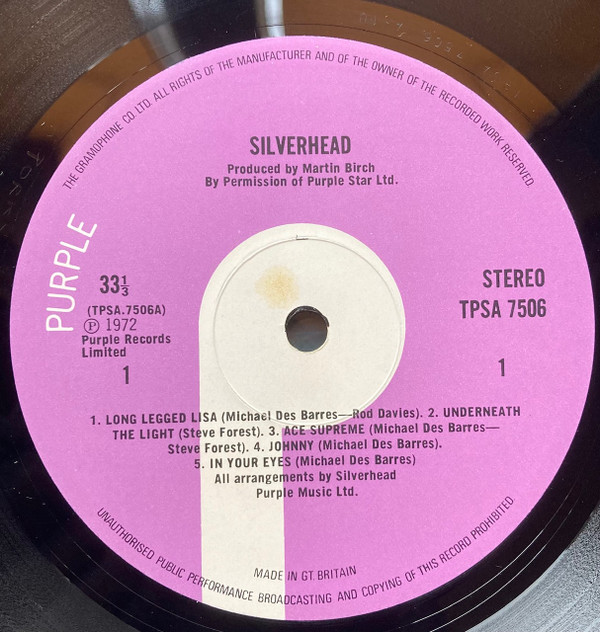 THE GRAMOPHONE CO LTD. ALL RIGHTS OF THE MANUFACTURER AND OF THE OWNER OF THE RECORDED WORK RESERVED.
SILVERHEAD
Produced by Martin Birch
By Permission of Purple Star Ltd.
PURPLE
33⅓
(TPSA.7506A)
Ⓟ 1972
Purple Records
Limited
1
STEREO
TPSA 7506
1
1. LONG LEGGED LISA (Michael Des Barres—Rod Davies). 2. UNDERNEATH
THE LIGHT (Steve Forest). 3. ACE SUPREME (Michael Des Barres—
Steve Forest). 4. JOHNNY (Michael Des Barres).
5. IN YOUR EYES (Michael Des Barres)
All arrangements by Silverhead
Purple Music Ltd.
MADE IN GT. BRITAIN
UNAUTHORISED PUBLIC PERFORMANCE BROADCASTING AND COPYING OF THIS RECORD PROHIBITED